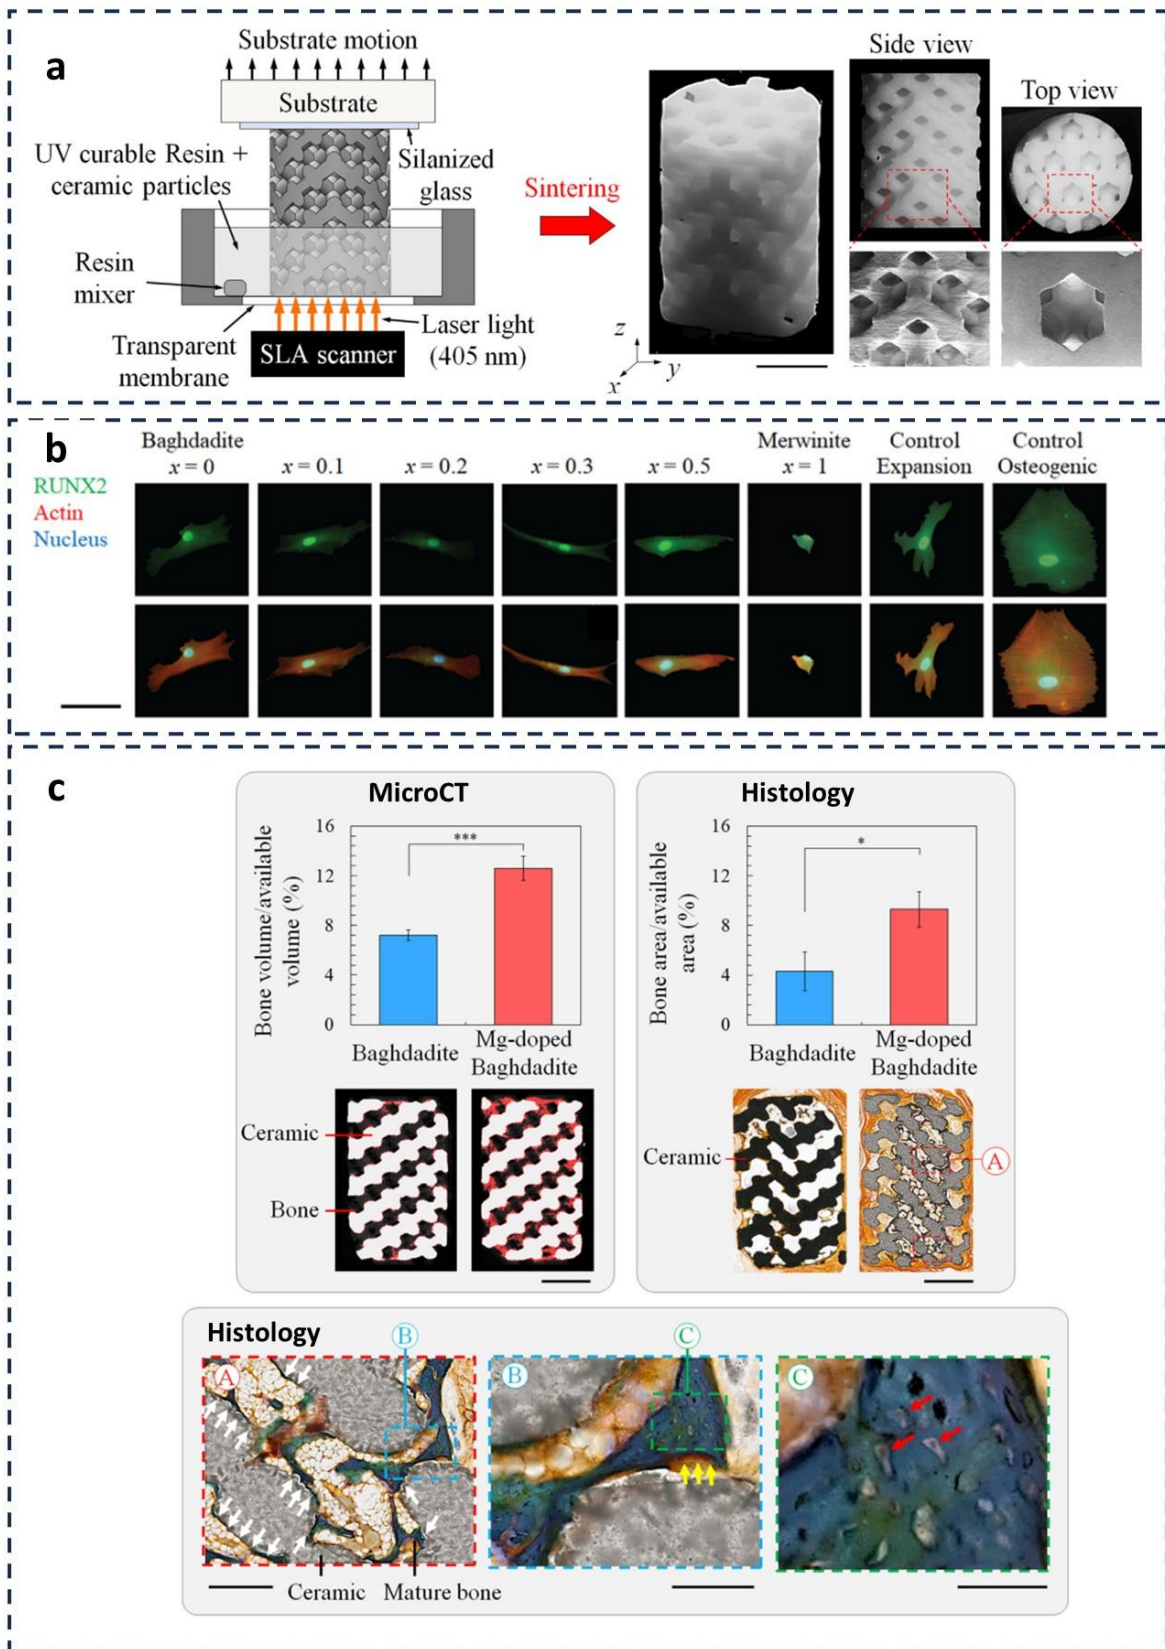 a
Substrate motion
Substrate
UV curable Resin +
ceramic particles
Silanized
glass
Resin
mixer
Transparent
membrane
SLA scanner
Laser light
(405 nm)
Sintering
z
y
x
Side view
Top view
b
RUNX2
Actin
Nucleus
Baghdadite
x = 0
x = 0.1
x = 0.2
x = 0.3
x = 0.5
Merwinite
x = 1
Control
Expansion
Control
Osteogenic
c
MicroCT
Bone volume/available
volume (%)
16
12
8
4
0
***
Baghdadite
Mg-doped
Baghdadite
Ceramic
Bone
Histology
Bone area/available
area (%)
16
12
8
4
0
*
Baghdadite
Mg-doped
Baghdadite
Ceramic
A
Histology
B
C
A
B
C
Ceramic
Mature bone